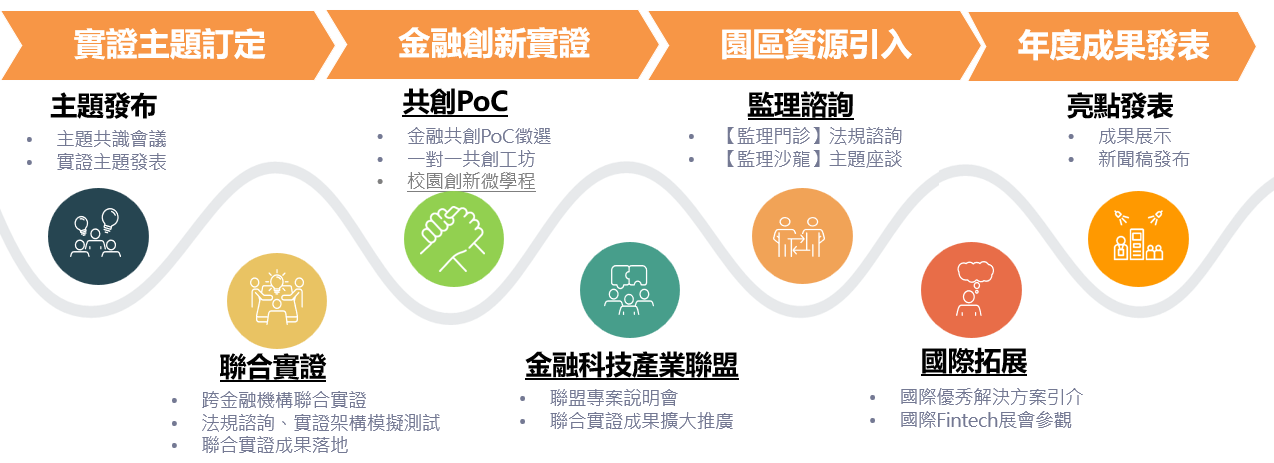 實證主題訂定
金融創新實證
園區資源引入
年度成果發表
主題發布
• 主題共識會議
• 實證主題發表
聯合實證
• 跨金融機構聯合實證
• 法規諮詢、實證架構模擬測試
• 聯合實證成果落地
共創PoC
• 金融共創PoC徵選
• 一對一共創工坊
• 校園創新微學程
金融科技產業聯盟
• 聯盟專案說明會
• 聯合實證成果擴大推廣
監理諮詢
• 【監理門診】法規諮詢
• 【監理沙龍】主題座談
國際拓展
• 國際優秀解決方案引介
• 國際Fintech展會參觀
亮點發表
• 成果展示
• 新聞稿發布